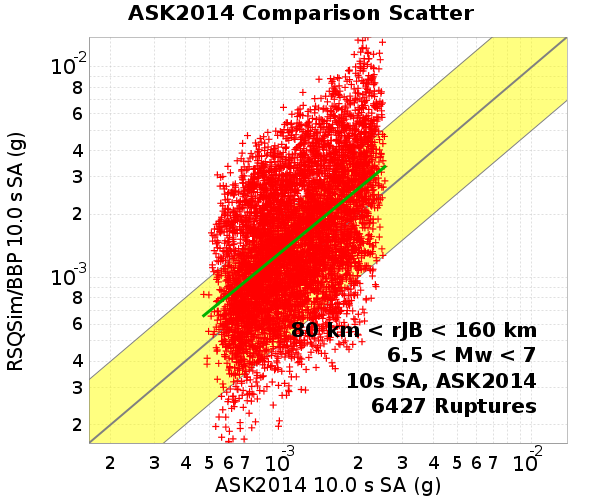 ASK2014 Comparison Scatter
RSQSim/BBP 10.0 s SA (g)
10-2
8
6
4
3
2
10-3
8
6
4
3
2
80 km < rJB < 160 km
6.5 < Mw < 7
10s SA, ASK2014
6427 Ruptures
2 3 4 5 6 7 10-3 2 3 4 5 6 7 10-2
ASK2014 10.0 s SA (g)